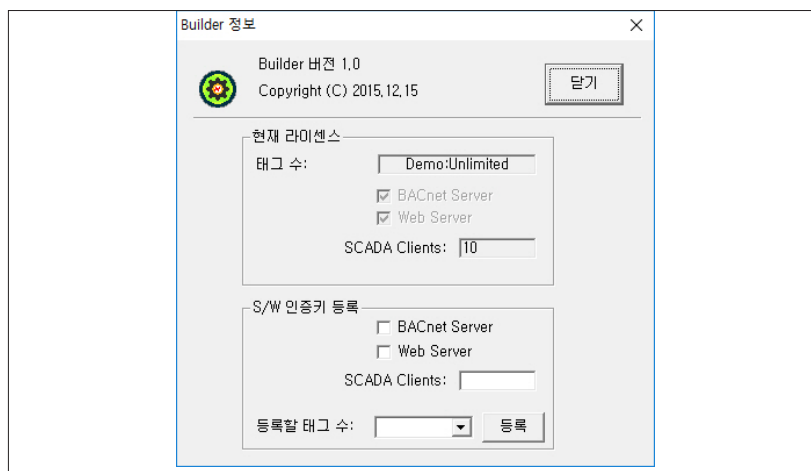 Builder 정보
Builder 버전 1.0
닫기
Copyright (C) 2015.12.15
현재 라이센스
태그 수: Demo:Unlimited
BACnet Server
Web Server
SCADA Clients: 10
S/W 인증키 등록
BACnet Server
Web Server
SCADA Clients:
등록할 태그 수: 등록